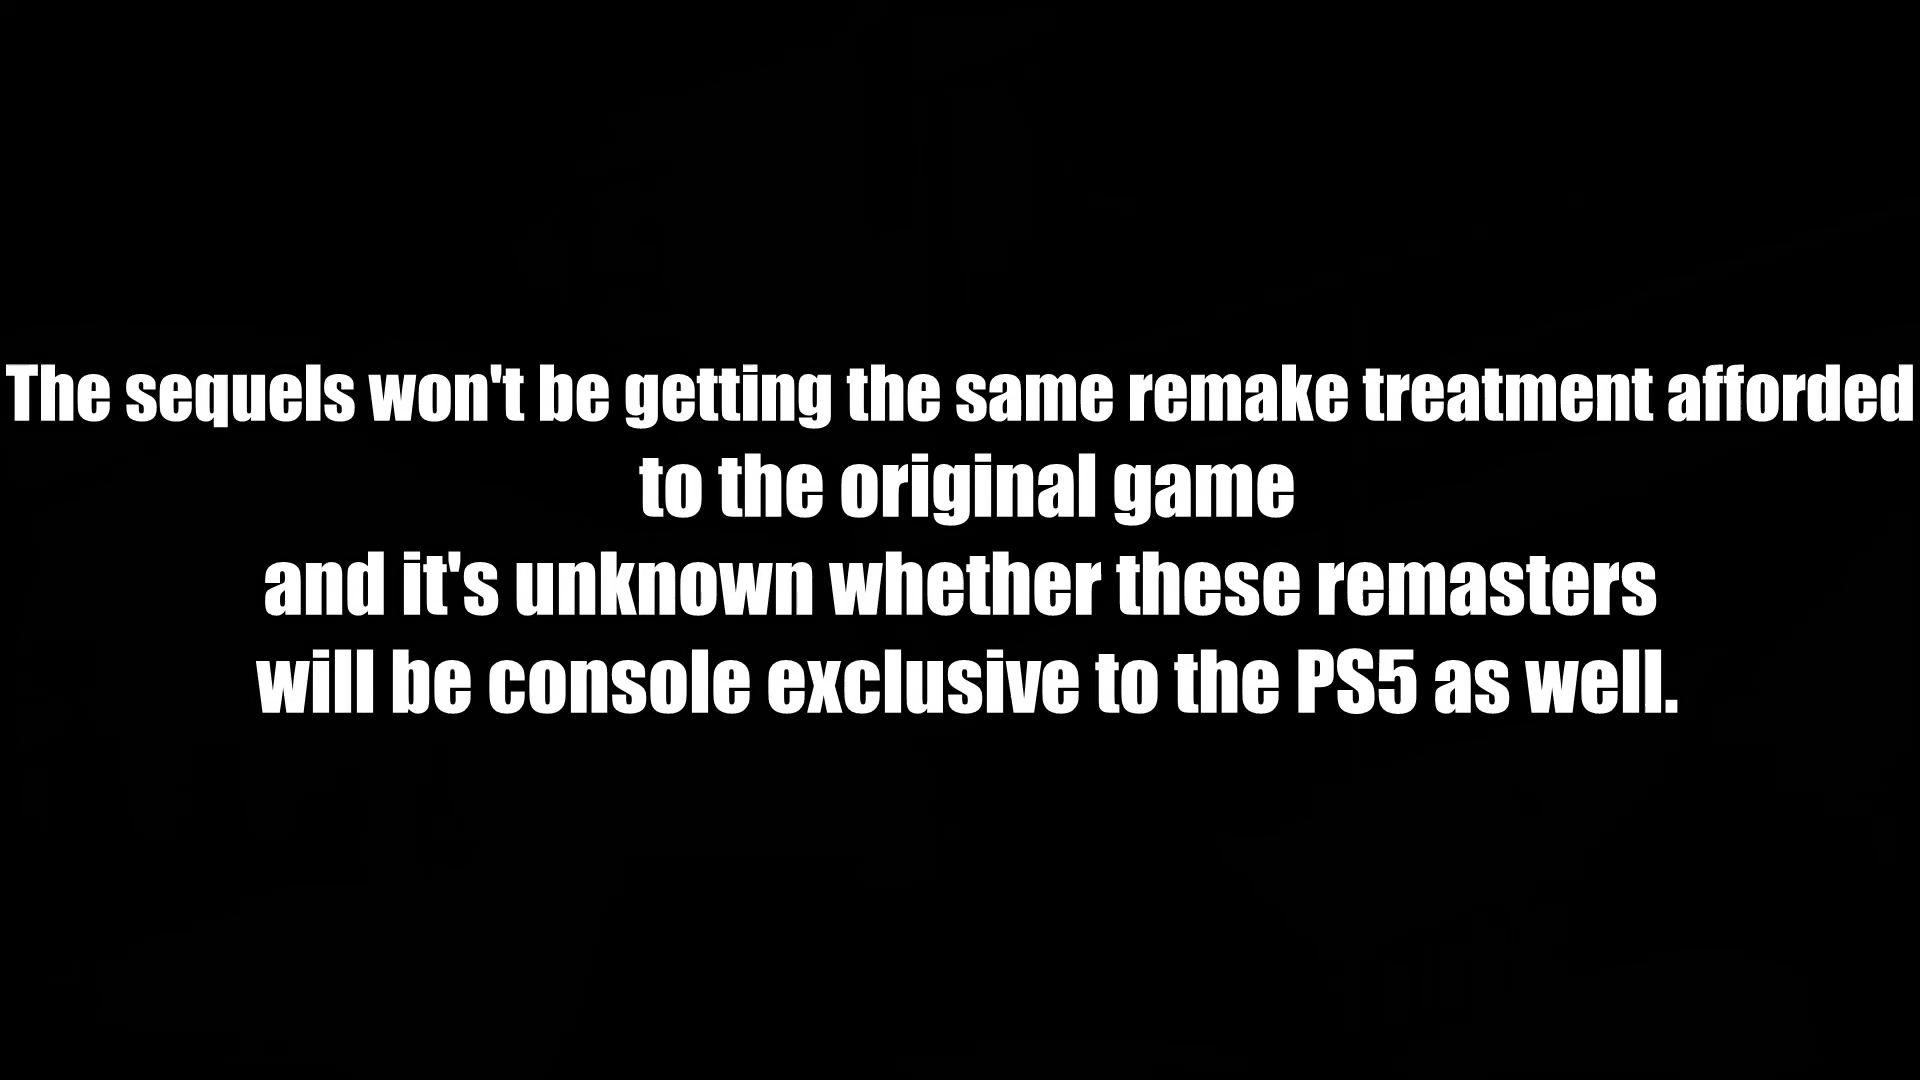 The sequels won't be getting the same remake treatment afforded
to the original game
and it's unknown whether these remasters
will be console exclusive to the PS5 as well.